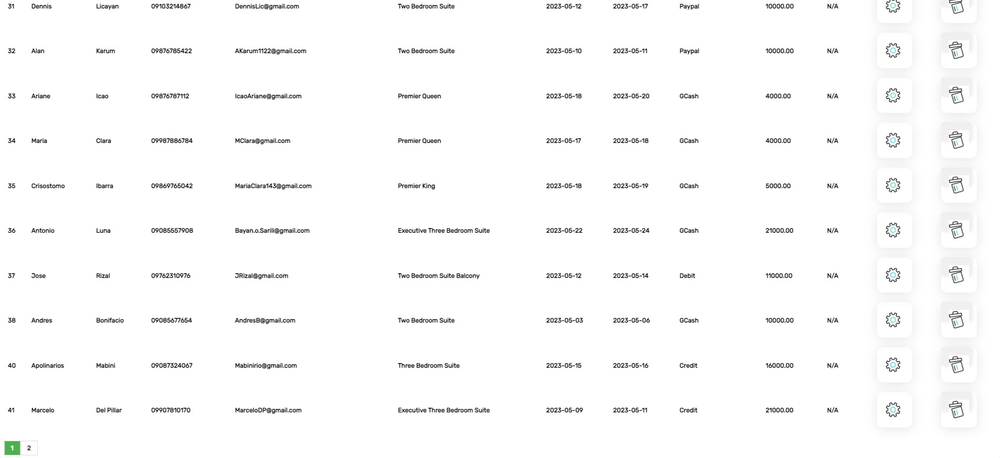 31 Dennis Licayan 09103214867 DennisLic@gmail.com Two Bedroom Suite 2023-05-12 2023-05-17 Paypal 10000.00 N/A
32 Alan Karum 09876785422 AKarum1122@gmail.com Two Bedroom Suite 2023-05-10 2023-05-11 Paypal 10000.00 N/A
33 Ariane Icao 09876787112 IcaoAriane@gmail.com Premier Queen 2023-05-18 2023-05-20 GCash 4000.00 N/A
34 Maria Clara 09987886784 MClara@gmail.com Premier Queen 2023-05-17 2023-05-18 GCash 4000.00 N/A
35 Crisostomo Ibarra 09869765042 MariaClara143@gmail.com Premier King 2023-05-18 2023-05-19 GCash 5000.00 N/A
36 Antonio Luna 09085557908 Bayan.o.Sarili@gmail.com Executive Three Bedroom Suite 2023-05-22 2023-05-24 GCash 21000.00 N/A
37 Jose Rizal 09762310976 JRizal@gmail.com Two Bedroom Suite Balcony 2023-05-12 2023-05-14 Debit 11000.00 N/A
38 Andres Bonifacio 09085677654 AndresB@gmail.com Two Bedroom Suite 2023-05-03 2023-05-06 GCash 10000.00 N/A
40 Apolinarios Mabini 09087324067 Mabinirio@gmail.com Three Bedroom Suite 2023-05-15 2023-05-16 Credit 16000.00 N/A
41 Marcelo Del Pillar 09907810170 MarceloDP@gmail.com Executive Three Bedroom Suite 2023-05-09 2023-05-11 Credit 21000.00 N/A
1 2